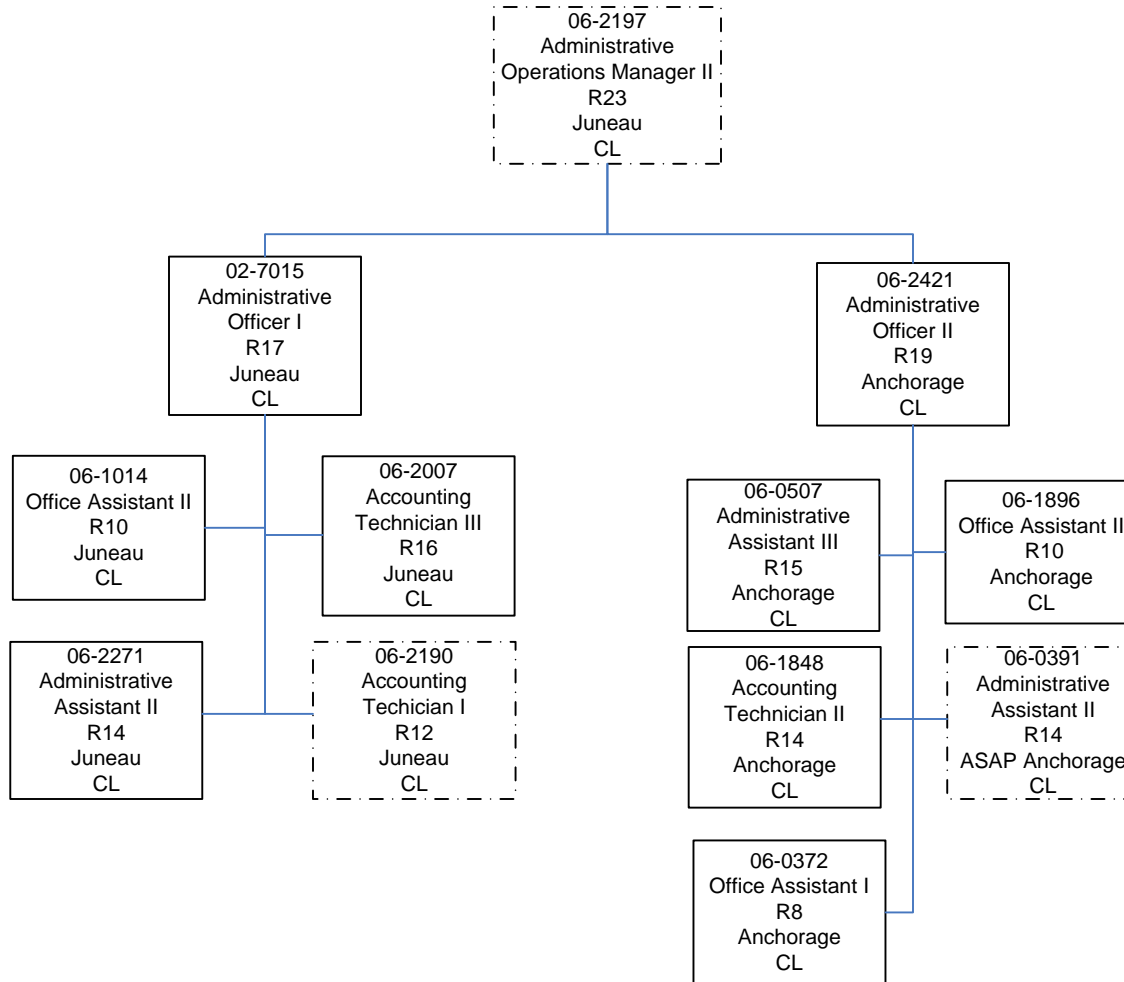 06-2197
Administrative
Operations Manager II
R23
Juneau
CL
02-7015
Administrative
Officer I
R17
Juneau
CL
06-2421
Administrative
Officer II
R19
Anchorage
CL
06-1014
Office Assistant II
R10
Juneau
CL
06-2007
Accounting
Technician III
R16
Juneau
CL
06-0507
Administrative
Assistant III
R15
Anchorage
CL
06-1896
Office Assistant II
R10
Anchorage
CL
06-2271
Administrative
Assistant II
R14
Juneau
CL
06-2190
Accounting
Techician I
R12
Juneau
CL
06-1848
Accounting
Technician II
R14
Anchorage
CL
06-0391
Administrative
Assistant II
R14
ASAP Anchorage
CL
06-0372
Office Assistant I
R8
Anchorage
CL